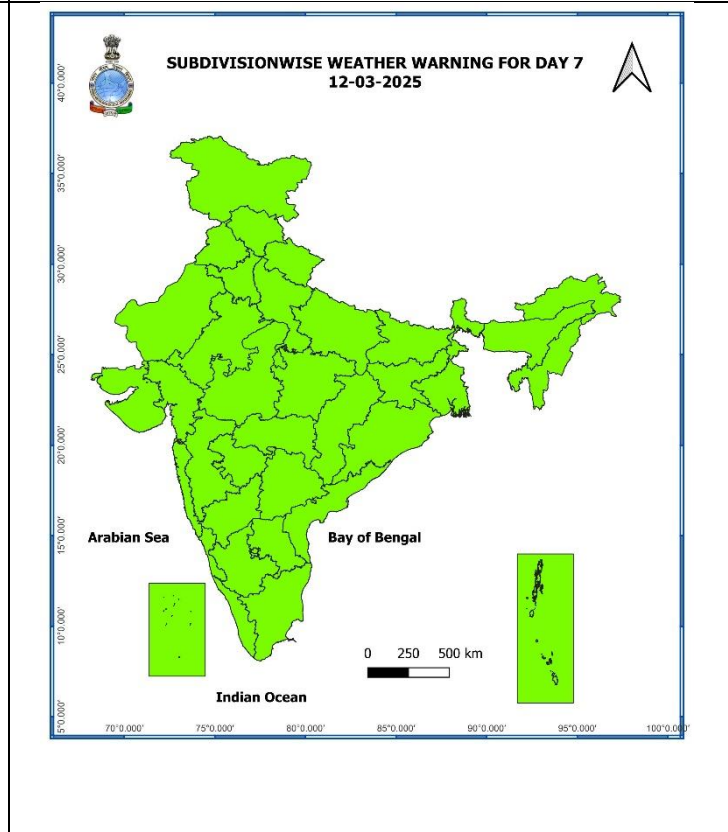 SUBDIVISIONWISE WEATHER WARNING FOR DAY 7
12-03-2025
40°0.000'
35°0.000'
30°0.000'
25°0.000'
20°0.000'
15°0.000'
10°0.000'
5°0.000'
Arabian Sea
Bay of Bengal
0 250 500 km
Indian Ocean
70°0.000' 75°0.000' 80°0.000' 85°0.000' 90°0.000' 95°0.000' 100°0.000'